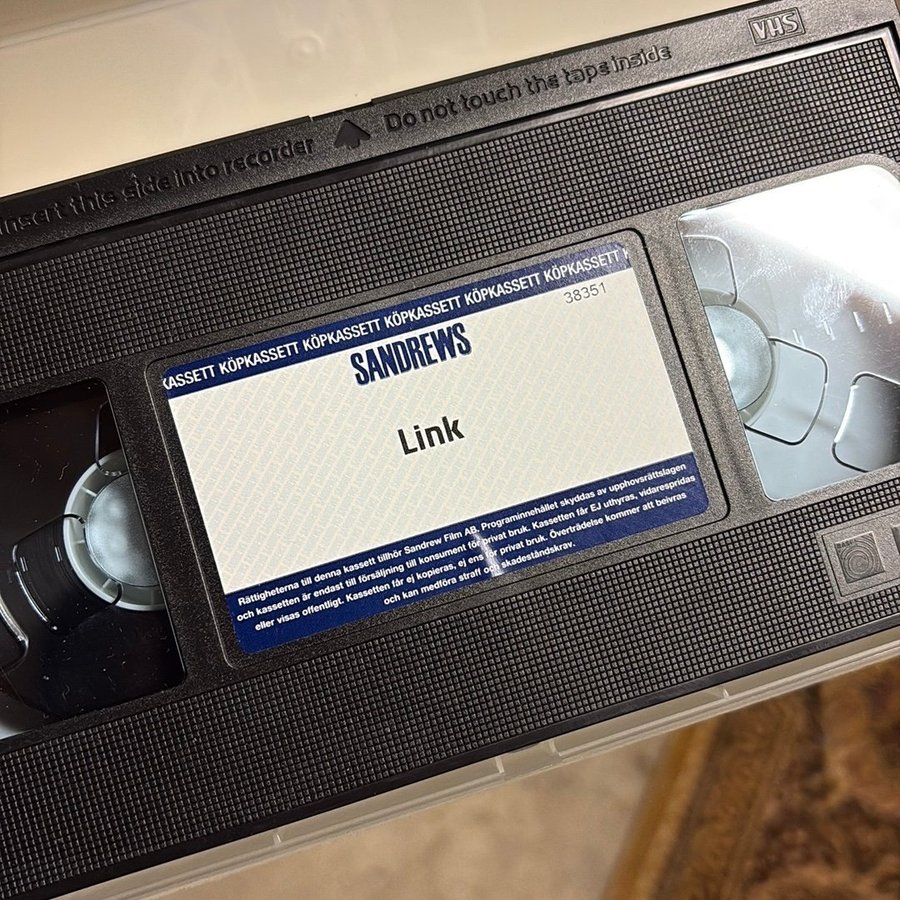 VHS
Insert this side into recorder Do not touch the tape inside
KASSETT KÖPKASSETT KÖPKASSETT KÖPKASSETT KÖPKASSETT KÖPKASSETT
38351
SANDREWS
Link
Rättigheterna till denna kassett tillhör Sandrew Film AB. Programinnehållet skyddas av upphovsrättslagen
och kassetten är endast till försäljning till konsument för privat bruk. Kassetten får EJ uthyras, vidarespridas
eller visas offentligt. Kassetten får ej kopieras, ej ens för privat bruk. Överträdelse kommer att beivras
och kan medföra straff och skadeståndskrav.